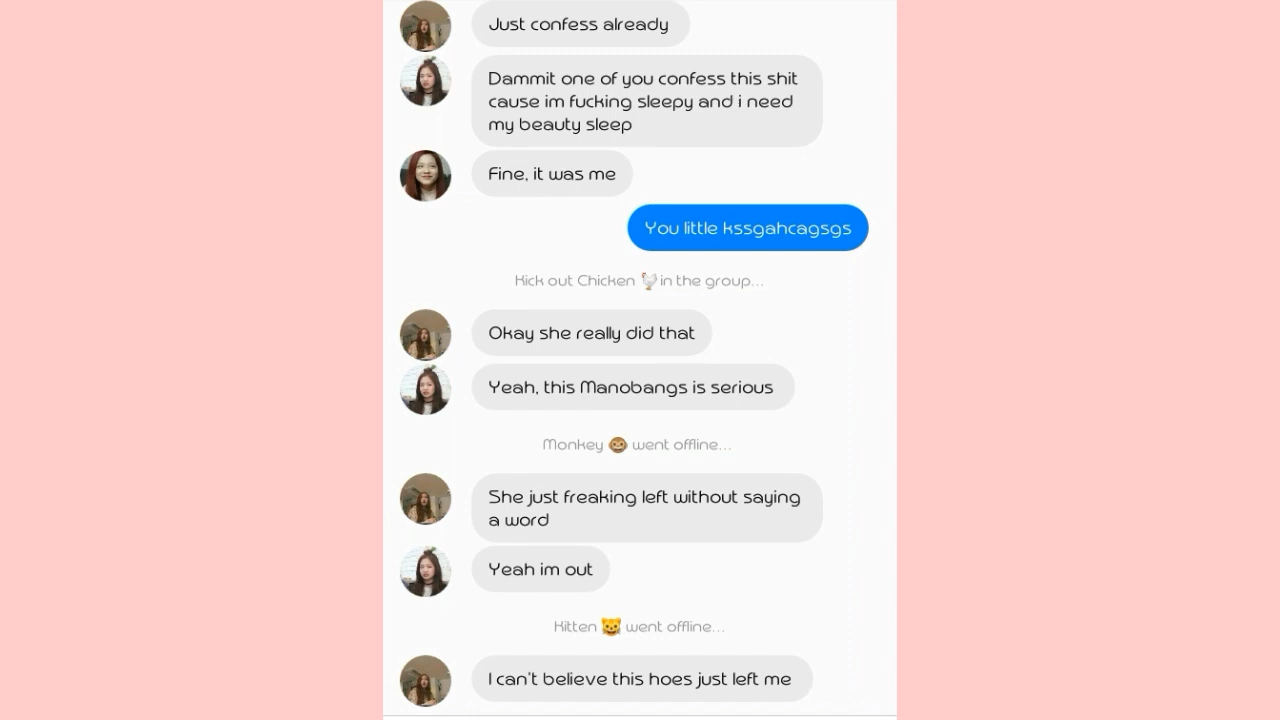 Just confess already
Dammit one of you confess this shit
cause im fucking sleepy and i need
my beauty sleep
Fine, it was me
You little kssgahcagsgs
Kick out Chicken 🐓in the group...
Okay she really did that
Yeah, this Manobangs is serious
Monkey 🐵 went offline...
She just freaking left without saying
a word
Yeah im out
Kitten 😺 went offline...
I can't believe this hoes just left me